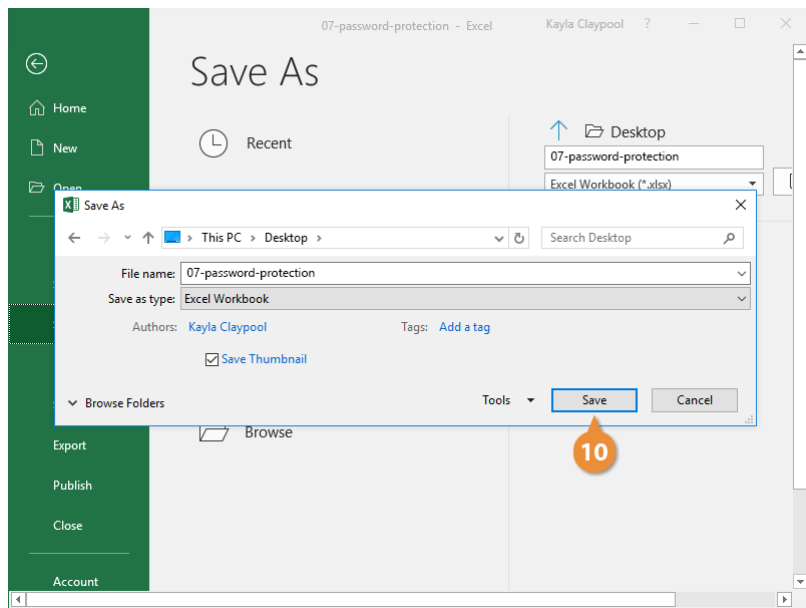 07-password-protection - Excel
Kayla Claypool ?
Save As
Home
Recent
Desktop
New
07-password-protection
Open
Excel Workbook (*.xlsx)
Save As
This PC > Desktop >
Search Desktop
File name: 07-password-protection
Save as type: Excel Workbook
Authors: Kayla Claypool
Tags: Add a tag
Save Thumbnail
Browse Folders
Tools
Save
Cancel
Browse
Export
10
Publish
Close
Account